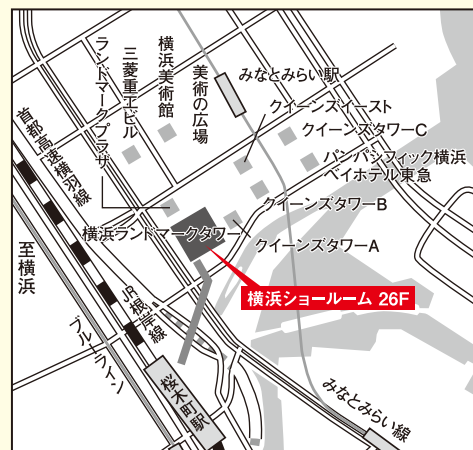 首都高速横羽線
ランドマークプラザ
三菱重工ビル
横浜美術館
美術の広場
みなとみらい駅
クイーンズイースト
クイーンズタワーC
パンパシフィック横浜
ベイホテル東急
クイーンズタワーB
横浜ランドマークタワー
クイーンズタワーA
横浜ショールーム 26F
至横浜
JR根岸線
ブルーライン
桜木町駅
みなとみらい線